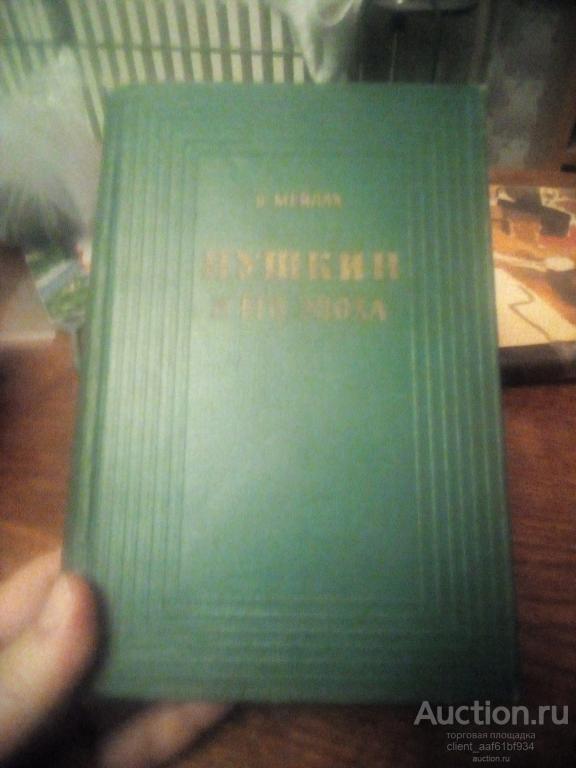 Б. МЕЙЛАХ
ПУШКИН
И ЕГО ЭПОХА
Auction.ru
торговая площадка
client_aaf61bf934
auction.ru